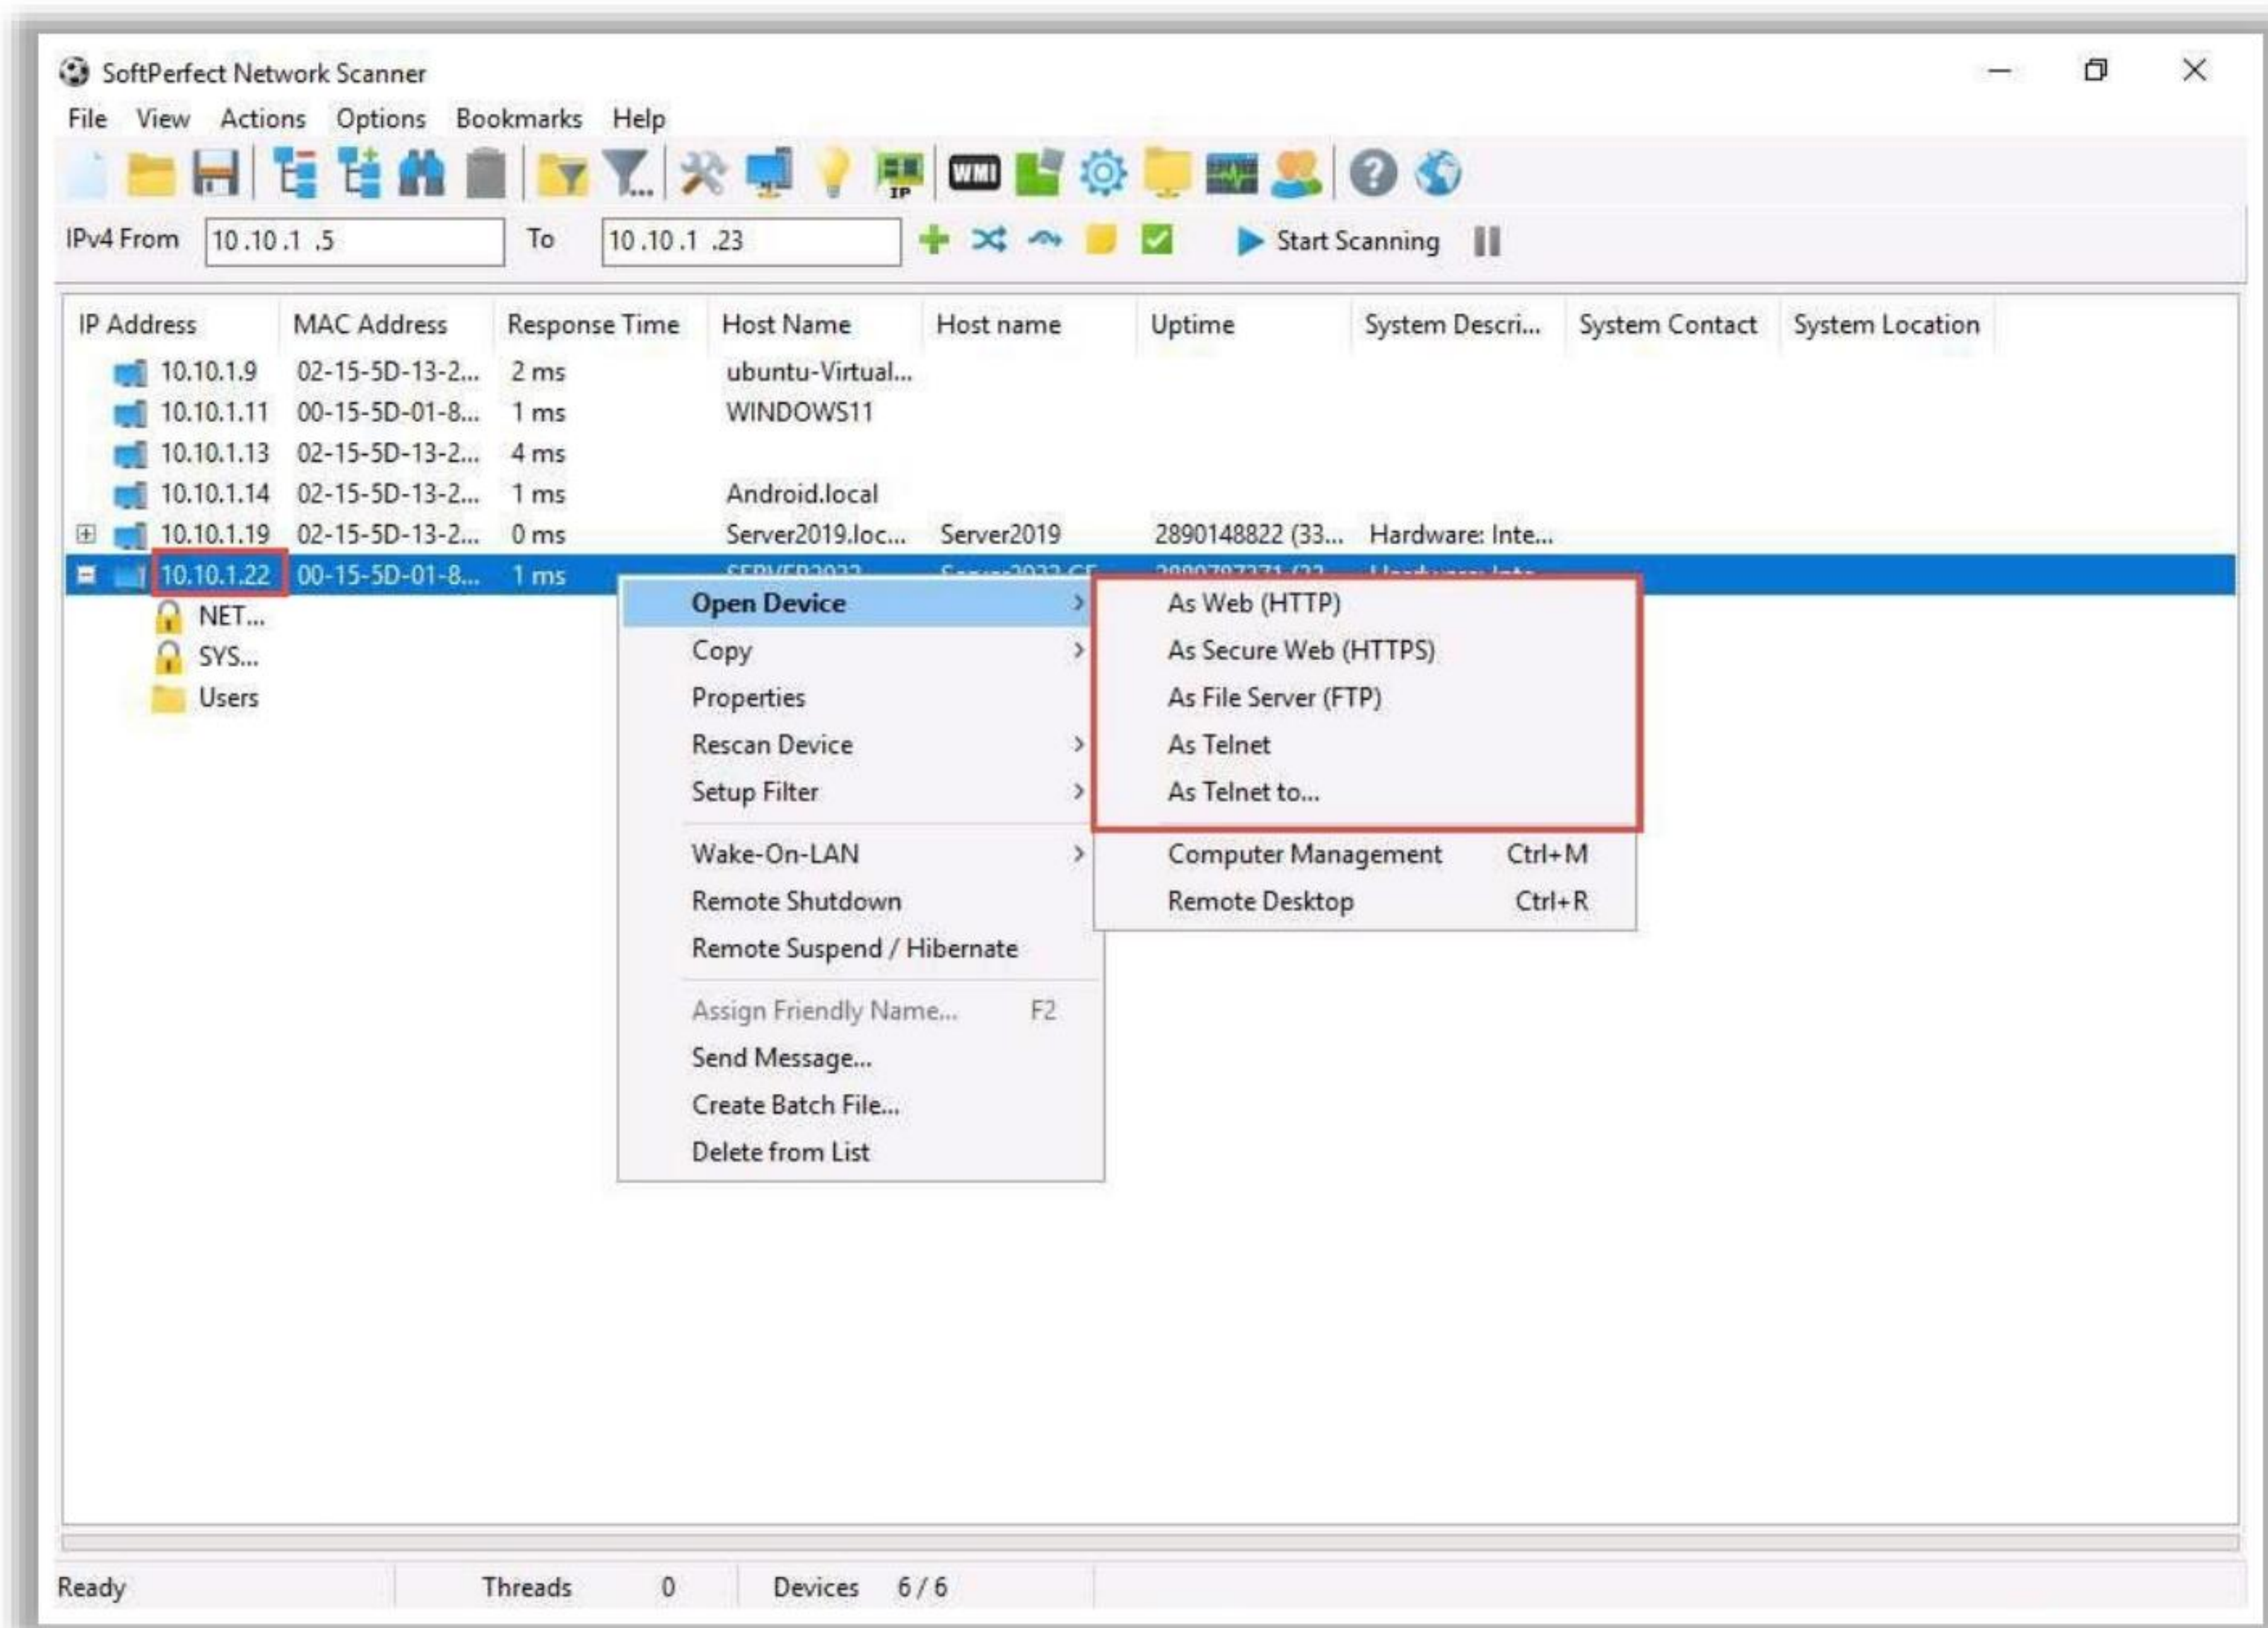 SoftPerfect Network Scanner
File View Actions Options Bookmarks Help
WMI
IP
IPv4 From 10 .10 .1 .5 To 10 .10 .1 .23 Start Scanning
IP Address MAC Address Response Time Host Name Host name Uptime System Descri... System Contact System Location
10.10.1.9 02-15-5D-13-2... 2 ms ubuntu-Virtual...
10.10.1.11 00-15-5D-01-8... 1 ms WINDOWS11
10.10.1.13 02-15-5D-13-2... 4 ms
10.10.1.14 02-15-5D-13-2... 1 ms Android.local
10.10.1.19 02-15-5D-13-2... 0 ms Server2019.loc... Server2019 2890148822 (33... Hardware: Inte...
10.10.1.22 00-15-5D-01-8... 1 ms
NET...
SYS...
Users
Open Device
Copy
Properties
Rescan Device
Setup Filter
Wake-On-LAN
Remote Shutdown
Remote Suspend / Hibernate
Assign Friendly Name... F2
Send Message...
Create Batch File...
Delete from List
As Web (HTTP)
As Secure Web (HTTPS)
As File Server (FTP)
As Telnet
As Telnet to...
Computer Management Ctrl+M
Remote Desktop Ctrl+R
Ready Threads 0 Devices 6 / 6